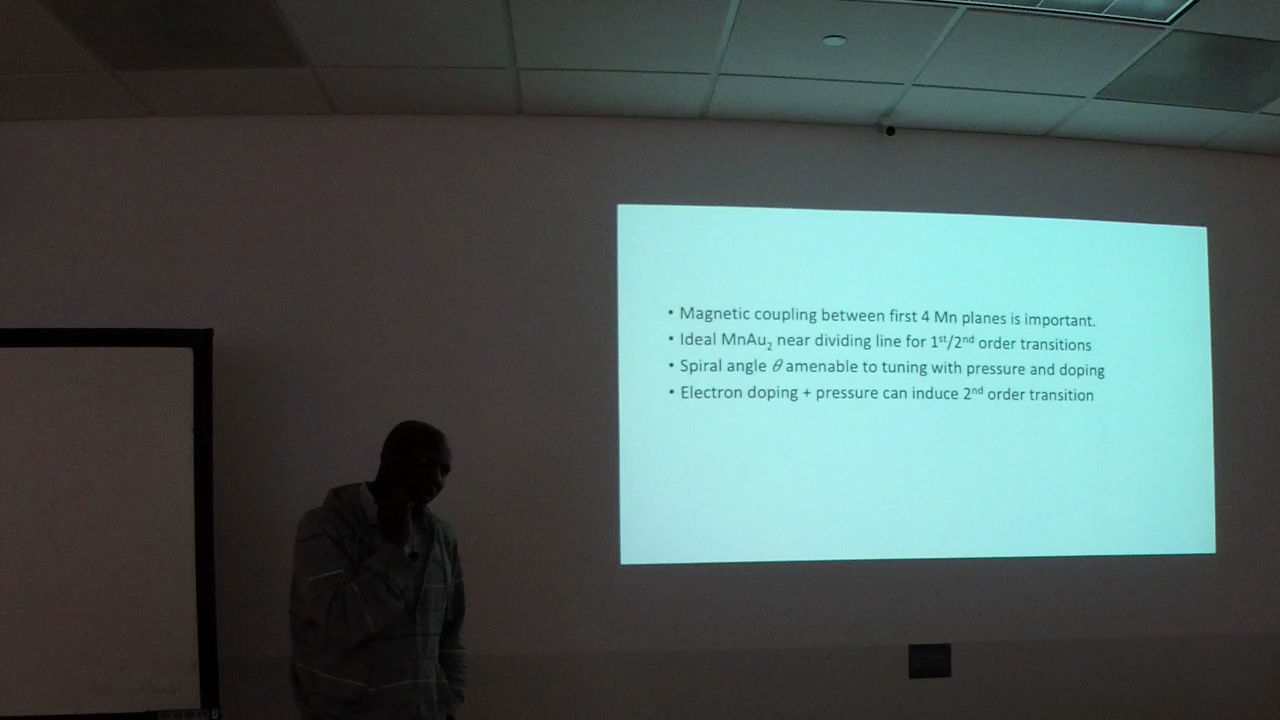 • Magnetic coupling between first 4 Mn planes is important.
• Ideal MnAu₂ near dividing line for 1ˢᵗ/2ⁿᵈ order transitions
• Spiral angle θ amenable to tuning with pressure and doping
• Electron doping + pressure can induce 2ⁿᵈ order transition